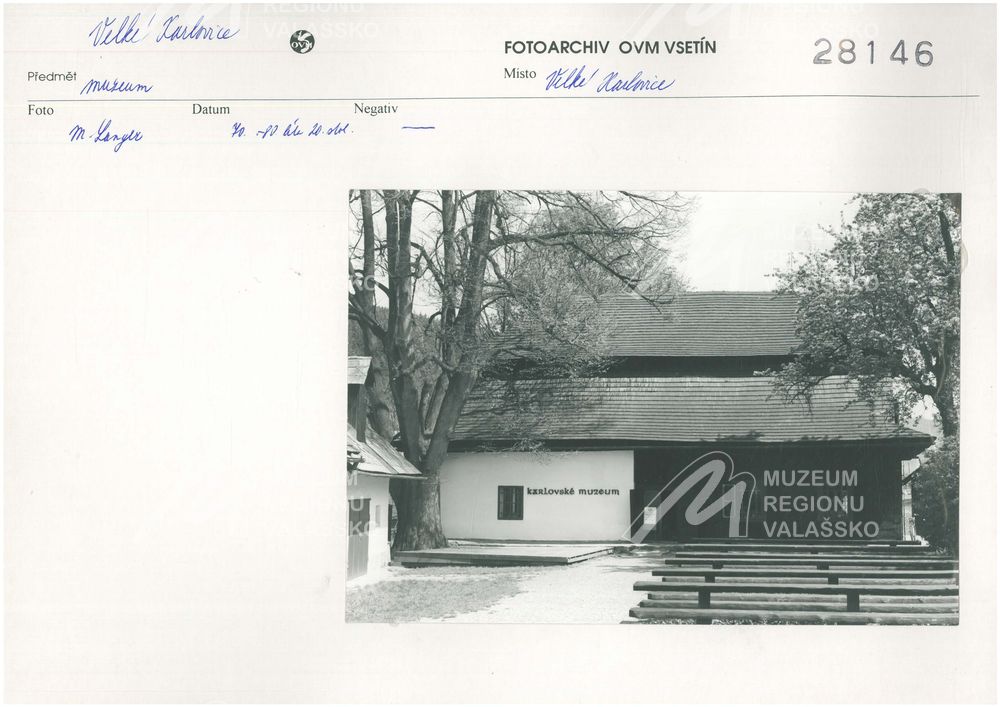 Velké Karlovice
OVM
FOTOARCHIV OVM VSETÍN
28146
Předmět muzeum
Místo Velké Karlovice
Foto Datum Negativ
M. Langer 70. -80 léta 20. stol. —
karlovské muzeum
MUZEUM
REGIONU
VALAŠSKO